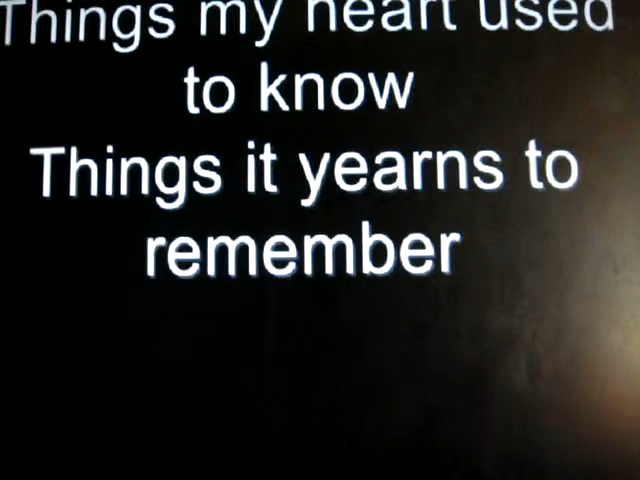 Things my heart used
to know
Things it yearns to
remember